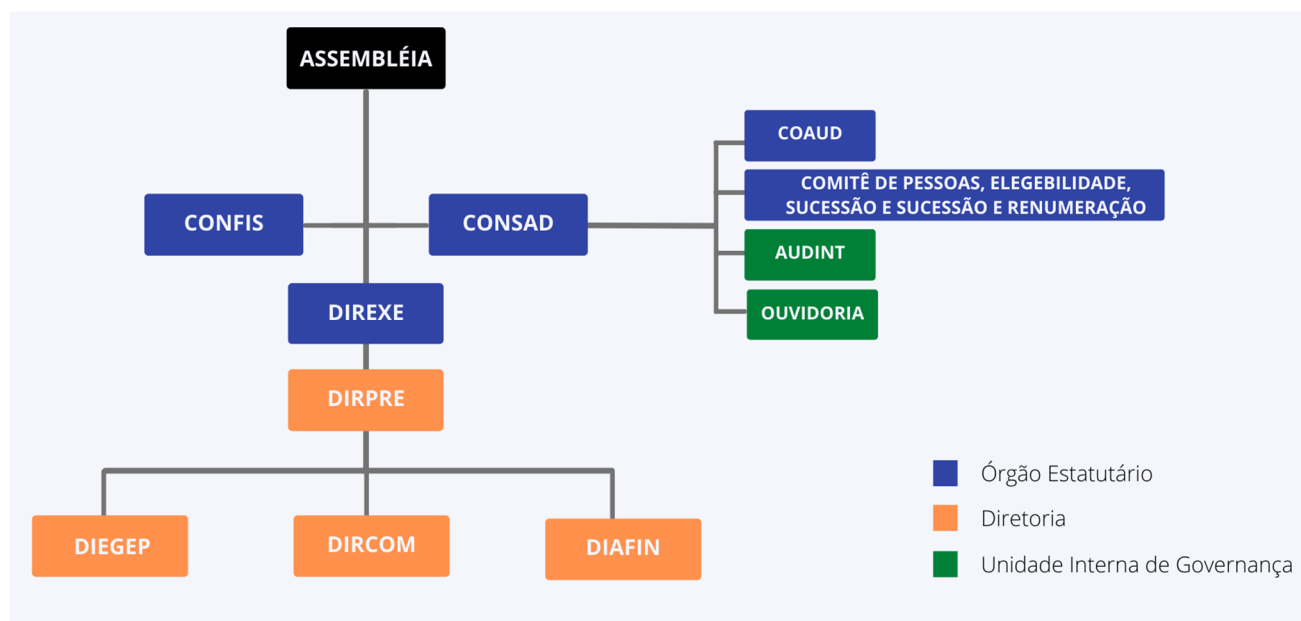 ASSEMBLÉIA
COAUD
COMITÊ DE PESSOAS, ELEGEBILIDADE,
SUCESSÃO E SUCESSÃO E RENUMERAÇÃO
CONFIS
CONSAD
AUDINT
OUVIDORIA
DIREXE
DIRPRE
DIEGEP
DIRCOM
DIAFIN
Órgão Estatutário
Diretoria
Unidade Interna de Governança